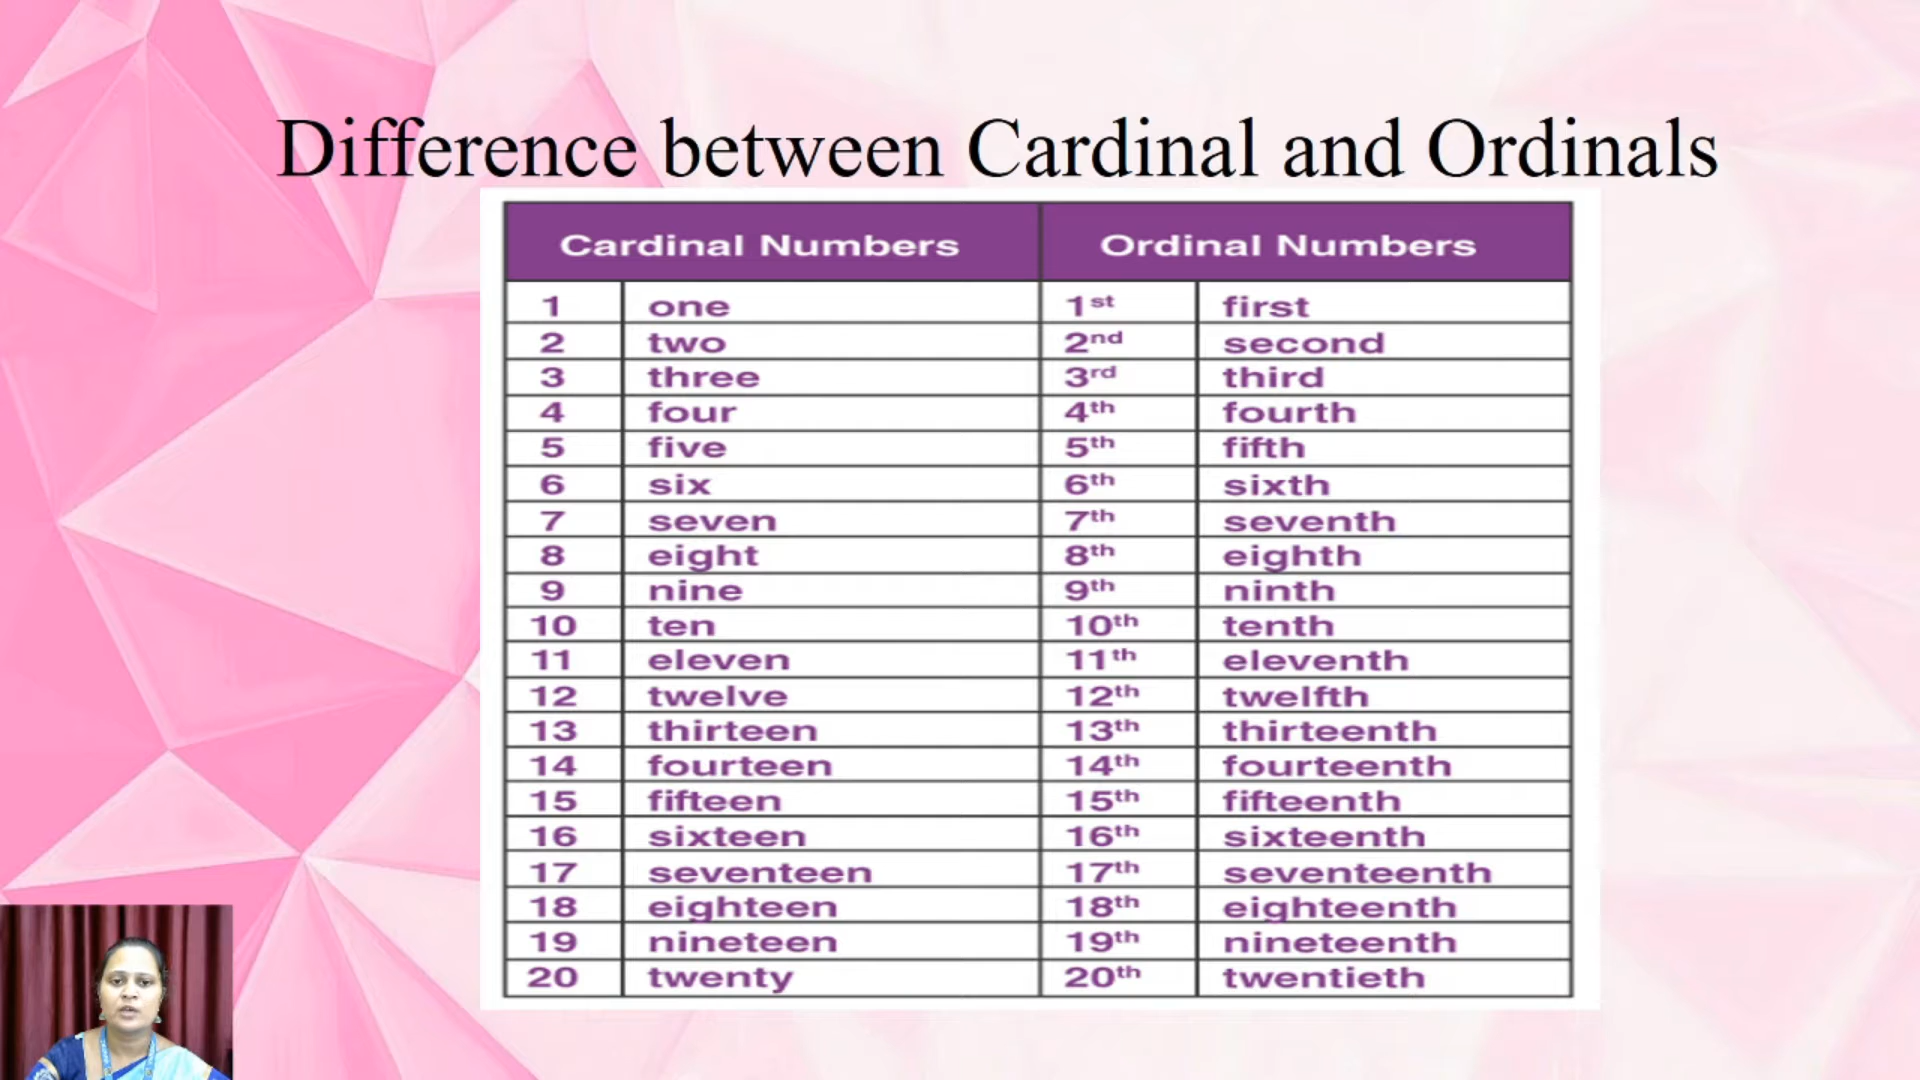 Difference between Cardinal and Ordinals
Cardinal Numbers Ordinal Numbers
1 one 1st first
2 two 2nd second
3 three 3rd third
4 four 4th fourth
5 five 5th fifth
6 six 6th sixth
7 seven 7th seventh
8 eight 8th eighth
9 nine 9th ninth
10 ten 10th tenth
11 eleven 11th eleventh
12 twelve 12th twelfth
13 thirteen 13th thirteenth
14 fourteen 14th fourteenth
15 fifteen 15th fifteenth
16 sixteen 16th sixteenth
17 seventeen 17th seventeenth
18 eighteen 18th eighteenth
19 nineteen 19th nineteenth
20 twenty 20th twentieth